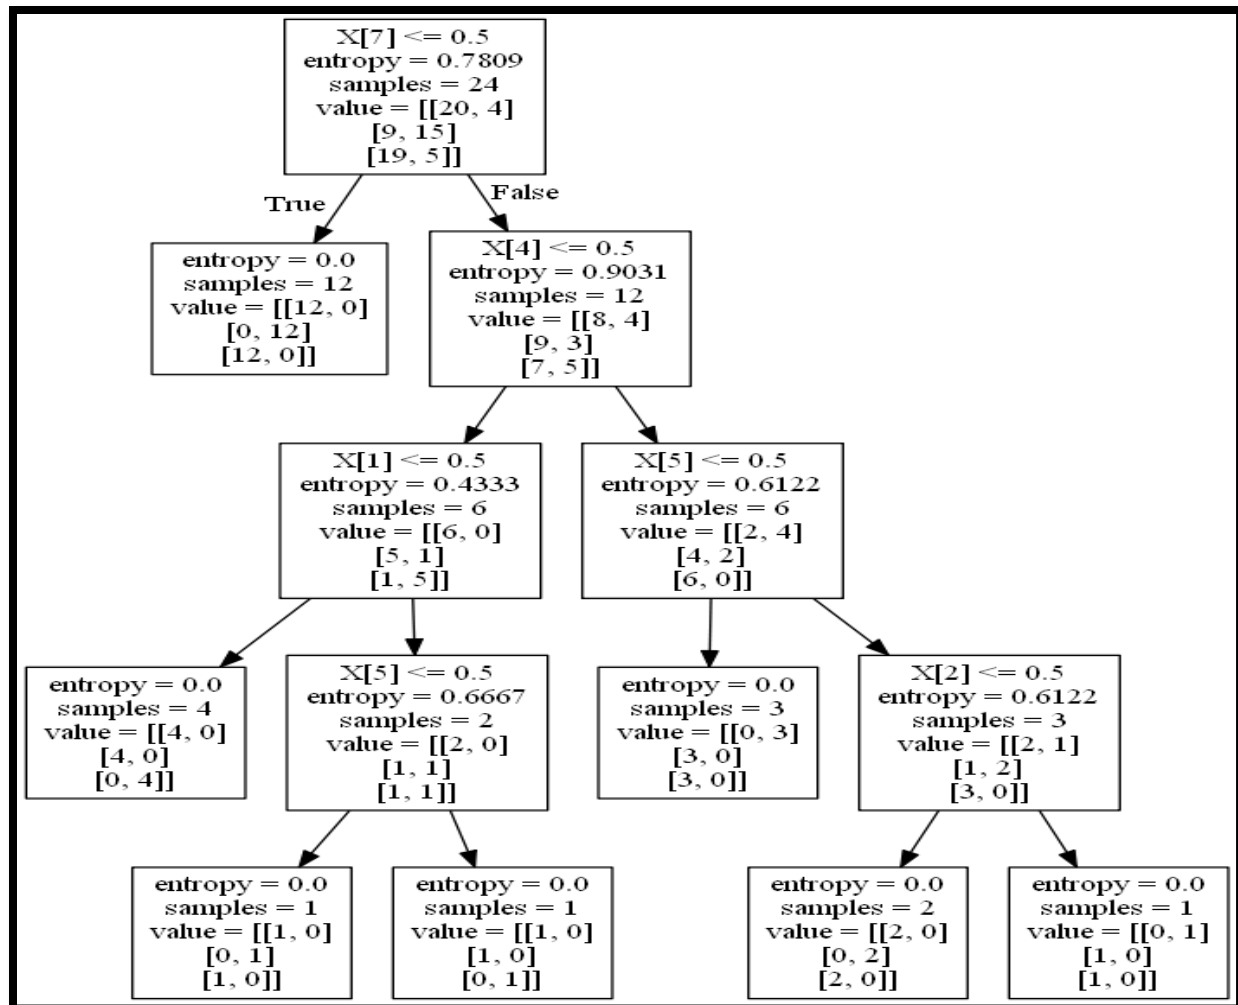 X[7] <= 0.5
entropy = 0.7809
samples = 24
value = [[20, 4]
[9, 15]
[19, 5]]
True
False
entropy = 0.0
samples = 12
value = [[12, 0]
[0, 12]
[12, 0]]
X[4] <= 0.5
entropy = 0.9031
samples = 12
value = [[8, 4]
[9, 3]
[7, 5]]
X[1] <= 0.5
entropy = 0.4333
samples = 6
value = [[6, 0]
[5, 1]
[1, 5]]
X[5] <= 0.5
entropy = 0.6122
samples = 6
value = [[2, 4]
[4, 2]
[6, 0]]
entropy = 0.0
samples = 4
value = [[4, 0]
[4, 0]
[0, 4]]
X[5] <= 0.5
entropy = 0.6667
samples = 2
value = [[2, 0]
[1, 1]
[1, 1]]
entropy = 0.0
samples = 3
value = [[0, 3]
[3, 0]
[3, 0]]
X[2] <= 0.5
entropy = 0.6122
samples = 3
value = [[2, 1]
[1, 2]
[3, 0]]
entropy = 0.0
samples = 1
value = [[1, 0]
[0, 1]
[1, 0]]
entropy = 0.0
samples = 1
value = [[1, 0]
[1, 0]
[0, 1]]
entropy = 0.0
samples = 2
value = [[2, 0]
[0, 2]
[2, 0]]
entropy = 0.0
samples = 1
value = [[0, 1]
[1, 0]
[1, 0]]